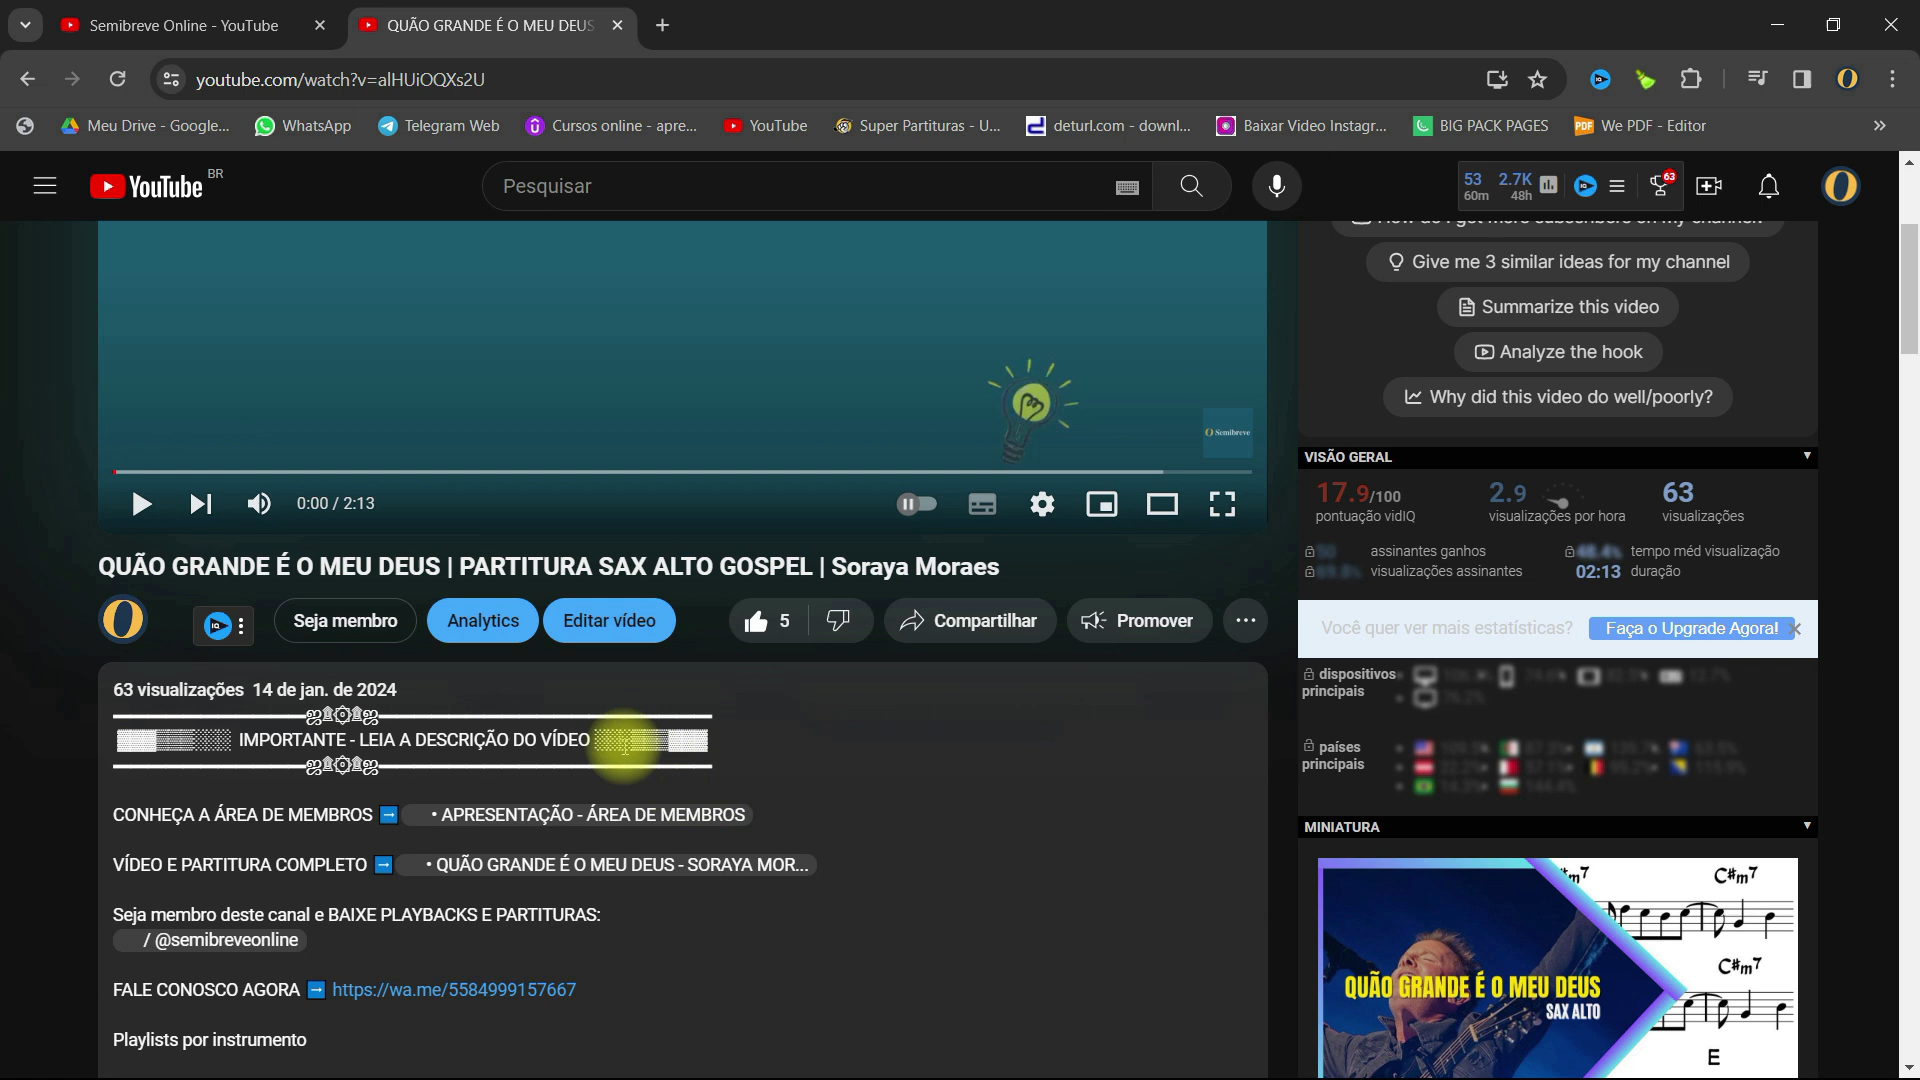 Semibreve Online - YouTube
QUÃO GRANDE É O MEU DEUS
youtube.com/watch?v=alHUiOQXs2U
Meu Drive - Google...
WhatsApp
Telegram Web
Cursos online - apre...
YouTube
Super Partituras - U...
deturl.com - downl...
Baixar Video Instagr...
BIG PACK PAGES
PDF
We PDF - Editor
YouTube BR
Pesquisar
53 60m
2.7K 48h
63
Give me 3 similar ideas for my channel
Summarize this video
Analyze the hook
Why did this video do well/poorly?
Semibreve
0:00 / 2:13
QUÃO GRANDE É O MEU DEUS | PARTITURA SAX ALTO GOSPEL | Soraya Moraes
Seja membro
Analytics
Editar vídeo
5
Compartilhar
Promover
63 visualizações 14 de jan. de 2024
IMPORTANTE - LEIA A DESCRIÇÃO DO VÍDEO
CONHEÇA A ÁREA DE MEMBROS ➡ • APRESENTAÇÃO - ÁREA DE MEMBROS
VÍDEO E PARTITURA COMPLETO ➡ • QUÃO GRANDE É O MEU DEUS - SORAYA MOR...
Seja membro deste canal e BAIXE PLAYBACKS E PARTITURAS:
/ @semibreveonline
FALE CONOSCO AGORA ➡ https://wa.me/5584999157667
Playlists por instrumento
VISÃO GERAL
17.9/100
pontuação vidIQ
2.9
visualizações por hora
63
visualizações
assinantes ganhos
tempo méd visualização
visualizações assinantes
02:13 duração
Você quer ver mais estatísticas? Faça o Upgrade Agora!
dispositivos
principais
países
principais
MINIATURA
C#m7
C#m7
E
QUÃO GRANDE É O MEU DEUS
SAX ALTO